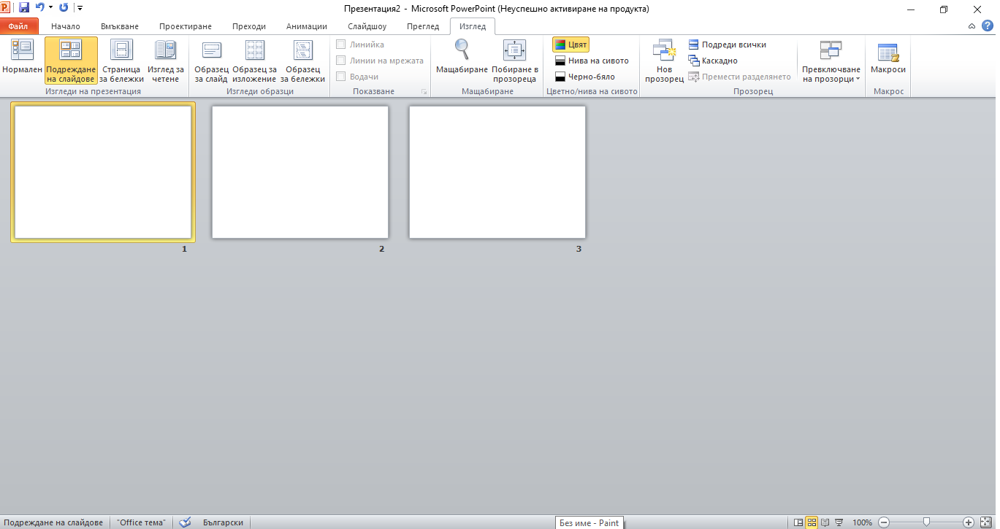 Презентация2 - Microsoft PowerPoint (Неуспешно активиране на продукта)
Файл Начало Вмъкване Проектиране Преходи Анимации Слайдшоу Преглед Изглед
Нормален
Подреждане
на слайдове
Страница
за бележки
Изглед за
четене
Изгледи на презентация
Образец
за слайд
Образец за
изложение
Образец
за бележки
Изгледи образци
Линийка
Линии на мрежата
Водачи
Показване
Мащабиране
Побиране в
прозореца
Мащабиране
Цвят
Нива на сивото
Черно-бяло
Цветно/нива на сивото
Нов
прозорец
Подреди всички
Каскадно
Премести разделянето
Превключване
на прозорци
Прозорец
Макроси
Макрос
1 2 3
Подреждане на слайдове "Office тема" Български Без име - Paint 100%